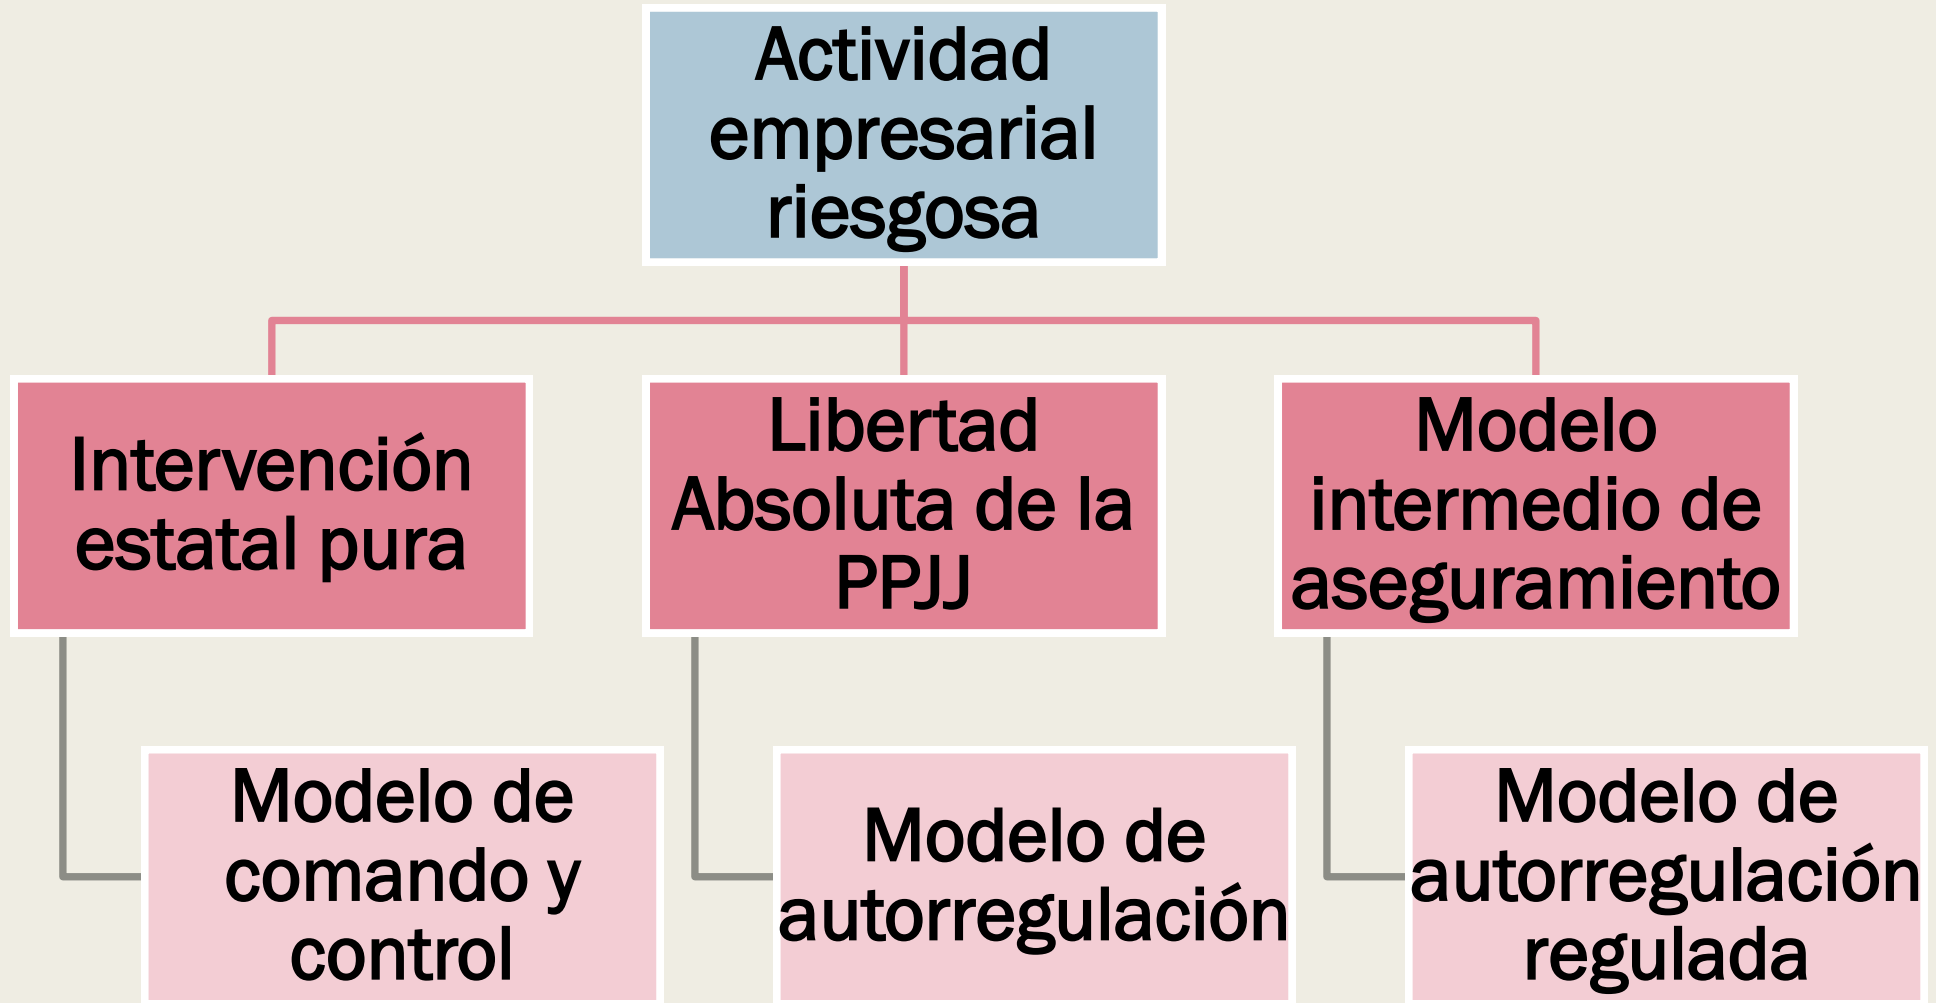 Actividad
empresarial
riesgosa
Intervención
estatal pura
Libertad
Absoluta de la
PPJJ
Modelo
intermedio de
aseguramiento
Modelo de
comando y
control
Modelo de
autorregulación
Modelo de
autorregulación
regulada